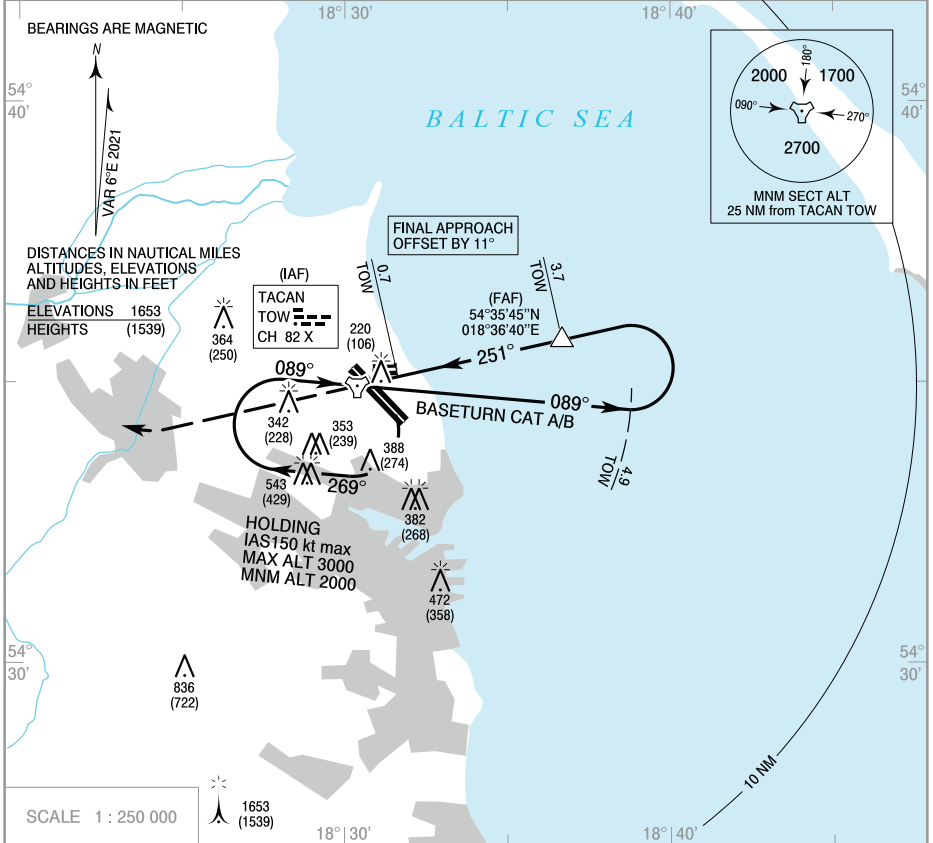 18° 30'
18° 40'
BEARINGS ARE MAGNETIC
N
VAR 6°E 2021
54°
40'
54°
40'
BALTIC SEA
2000
180°
1700
090°
270°
2700
MNM SECT ALT
25 NM from TACAN TOW
DISTANCES IN NAUTICAL MILES
ALTITUDES, ELEVATIONS
AND HEIGHTS IN FEET
ELEVATIONS 1653
HEIGHTS (1539)
FINAL APPROACH
OFFSET BY 11°
0.7
TOW
3.7
TOW
(IAF)
TACAN
TOW
CH 82 X
(FAF)
54°35'45''N
018°36'40''E
364
(250)
220
(106)
251°
089°
089°
BASETURN CAT A/B
342
(228)
353
(239)
388
(274)
4.9
TOW
543
(429)
269°
382
(268)
HOLDING
IAS150 kt max
MAX ALT 3000
MNM ALT 2000
472
(358)
54°
30'
54°
30'
836
(722)
10 NM
1653
(1539)
SCALE 1 : 250 000
18° 30'
18° 40'